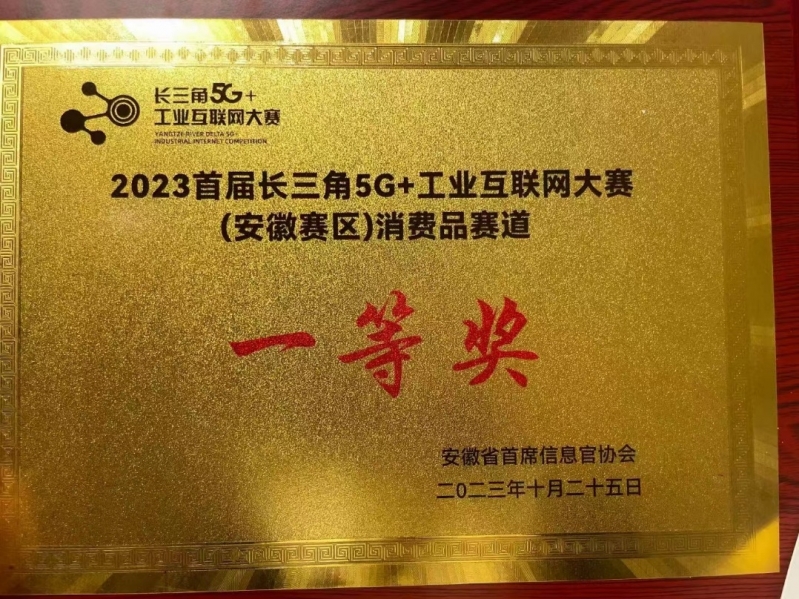 长三角5G+
工业互联网大赛
YANGTZE RIVER DELTA 5G+
INDUSTRIAL INTERNET COMPETITION
2023首届长三角5G+工业互联网大赛
(安徽赛区)消费品赛道
一等奖
安徽省首席信息官协会
二0二三年十月二十五日